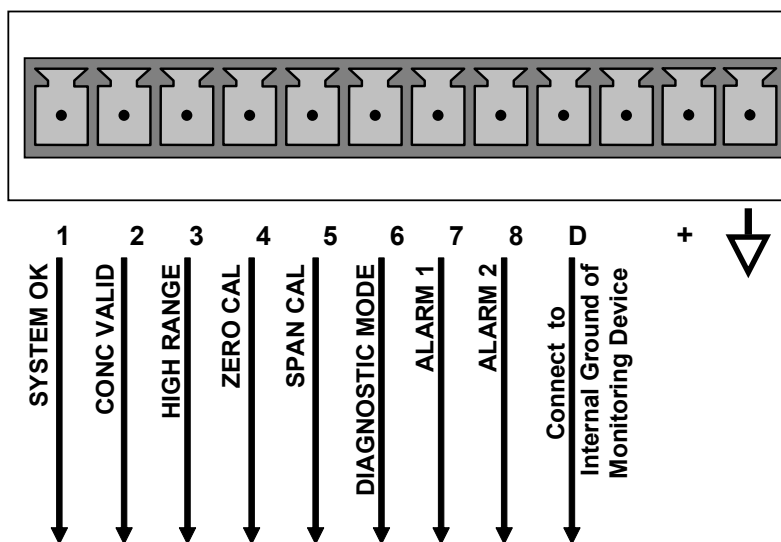 1 2 3 4 5 6 7 8 D +
SYSTEM OK
CONC VALID
HIGH RANGE
ZERO CAL
SPAN CAL
DIAGNOSTIC MODE
ALARM 1
ALARM 2
Connect to
Internal Ground of
Monitoring Device